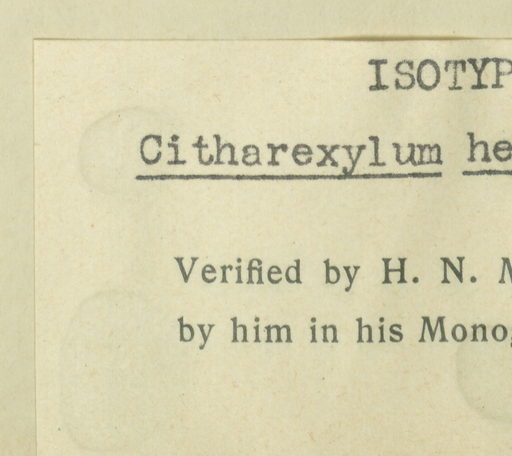 ISOTYP
Citharexylum he
Verified by H. N. M
by him in his Monog